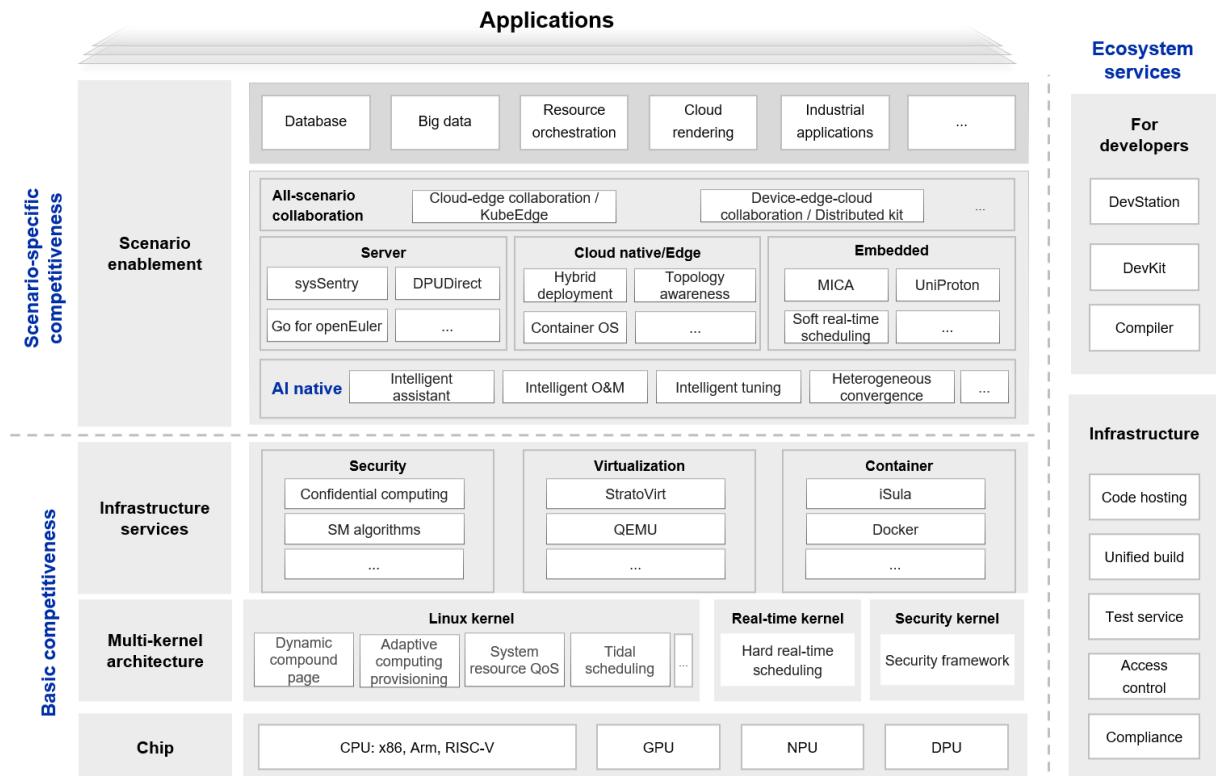 Applications
Ecosystem
services
Scenario-specific
competitiveness
Scenario
enablement
Database
Big data
Resource
orchestration
Cloud
rendering
Industrial
applications
...
All-scenario
collaboration
Cloud-edge collaboration /
KubeEdge
Device-edge-cloud
collaboration / Distributed kit
...
Server
sysSentry
DPUDirect
Go for openEuler
...
Cloud native/Edge
Hybrid
deployment
Topology
awareness
Container OS
...
Embedded
MICA
UniProton
Soft real-time
scheduling
...
AI native
Intelligent
assistant
Intelligent O&M
Intelligent tuning
Heterogeneous
convergence
...
Basic competitiveness
Infrastructure
services
Security
Confidential computing
SM algorithms
...
Virtualization
StratoVirt
QEMU
...
Container
iSula
Docker
...
Multi-kernel
architecture
Linux kernel
Dynamic
compound
page
Adaptive
computing
provisioning
System
resource QoS
Tidal
scheduling
...
Real-time kernel
Hard real-time
scheduling
Security kernel
Security framework
Chip
CPU: x86, Arm, RISC-V
GPU
NPU
DPU
For
developers
DevStation
DevKit
Compiler
Infrastructure
Code hosting
Unified build
Test service
Access
control
Compliance